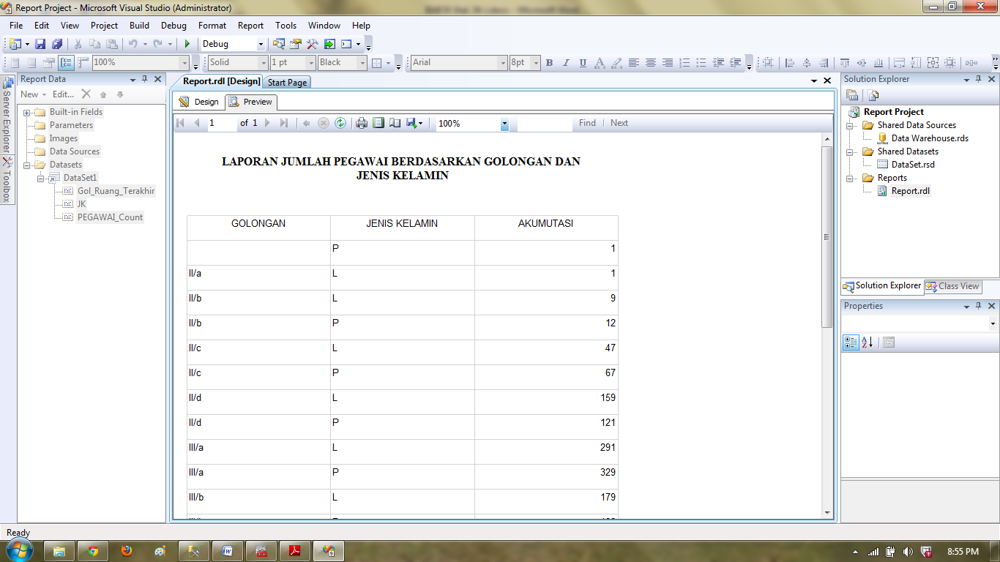 Report Project - Microsoft Visual Studio (Administrator)
File Edit View Project Build Debug Format Report Tools Window Help
Debug
100% Solid 1 pt Black Arial 8pt B I U A
Server Explorer
Toolbox
Report Data
New Edit...
Built-in Fields
Parameters
Images
Data Sources
Datasets
DataSet1
Gol_Ruang_Terakhir
JK
PEGAWAI_Count
Report.rdl [Design] Start Page
Design Preview
1 of 1 100% Find Next
LAPORAN JUMLAH PEGAWAI BERDASARKAN GOLONGAN DAN
JENIS KELAMIN
GOLONGAN JENIS KELAMIN AKUMUTASI
P 1
II/a L 1
II/b L 9
II/b P 12
II/c L 47
II/c P 67
II/d L 159
II/d P 121
III/a L 291
III/a P 329
III/b L 179
Solution Explorer
Report Project
Shared Data Sources
Data Warehouse.rds
Shared Datasets
DataSet.rsd
Reports
Report.rdl
Solution Explorer Class View
Properties
Ready
8:55 PM